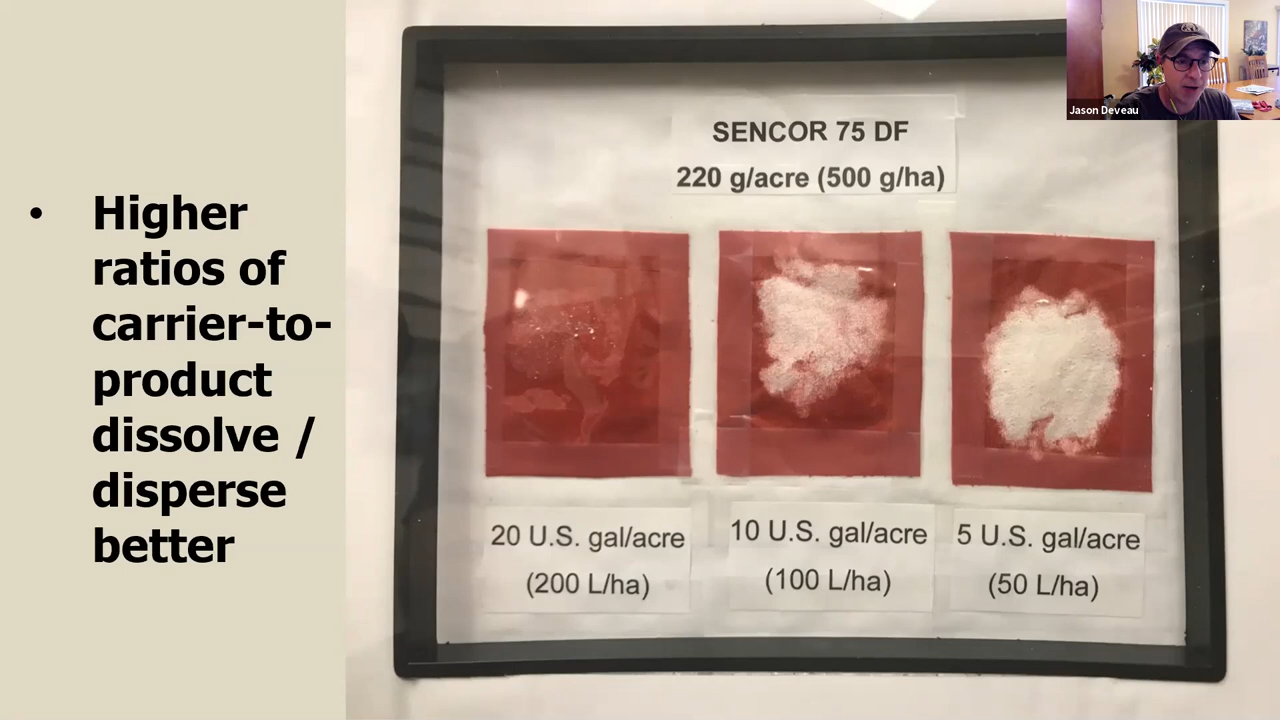 • Higher
ratios of
carrier-to-
product
dissolve /
disperse
better
SENCOR 75 DF
220 g/acre (500 g/ha)
20 U.S. gal/acre
(200 L/ha)
10 U.S. gal/acre
(100 L/ha)
5 U.S. gal/acre
(50 L/ha)
Jason Deveau